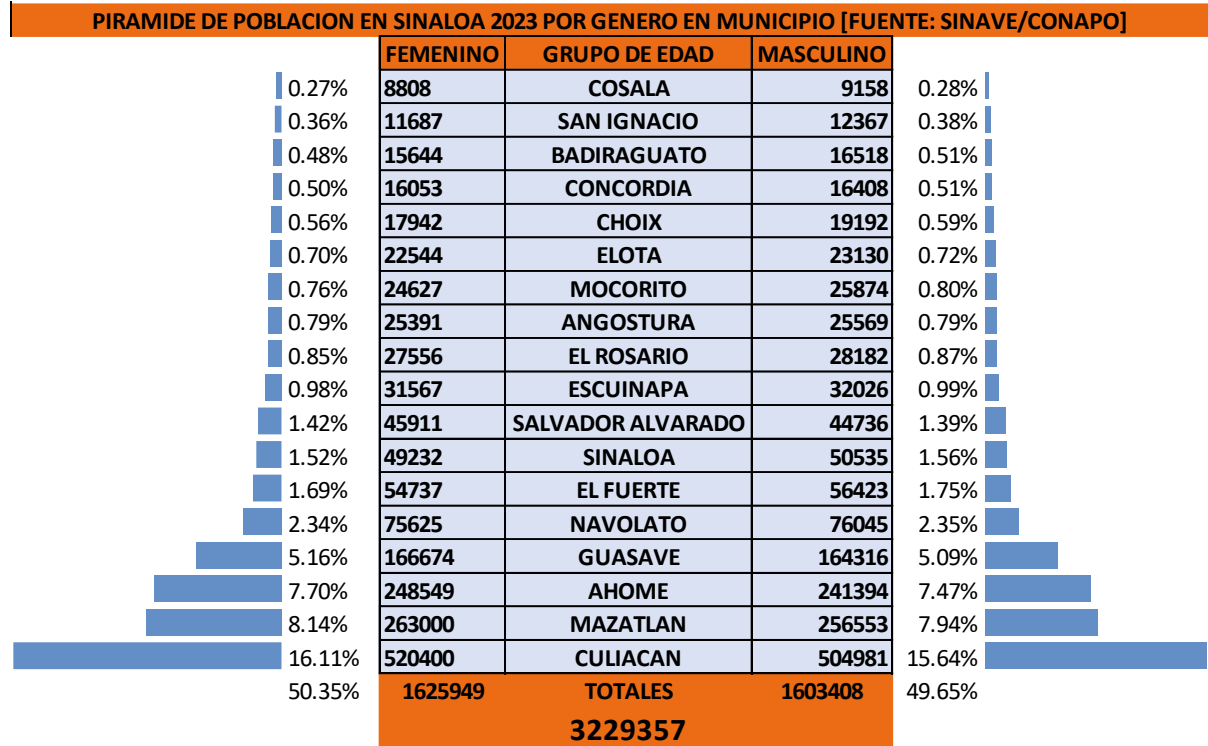 PIRAMIDE DE POBLACION EN SINALOA 2023 POR GENERO EN MUNICIPIO [FUENTE: SINAVE/CONAPO]
FEMENINO GRUPO DE EDAD MASCULINO
0.27% 8808 COSALA 9158 0.28%
0.36% 11687 SAN IGNACIO 12367 0.38%
0.48% 15644 BADIRAGUATO 16518 0.51%
0.50% 16053 CONCORDIA 16408 0.51%
0.56% 17942 CHOIX 19192 0.59%
0.70% 22544 ELOTA 23130 0.72%
0.76% 24627 MOCORITO 25874 0.80%
0.79% 25391 ANGOSTURA 25569 0.79%
0.85% 27556 EL ROSARIO 28182 0.87%
0.98% 31567 ESCUINAPA 32026 0.99%
1.42% 45911 SALVADOR ALVARADO 44736 1.39%
1.52% 49232 SINALOA 50535 1.56%
1.69% 54737 EL FUERTE 56423 1.75%
2.34% 75625 NAVOLATO 76045 2.35%
5.16% 166674 GUASAVE 164316 5.09%
7.70% 248549 AHOME 241394 7.47%
8.14% 263000 MAZATLAN 256553 7.94%
16.11% 520400 CULIACAN 504981 15.64%
50.35% 1625949 TOTALES 1603408 49.65%
3229357